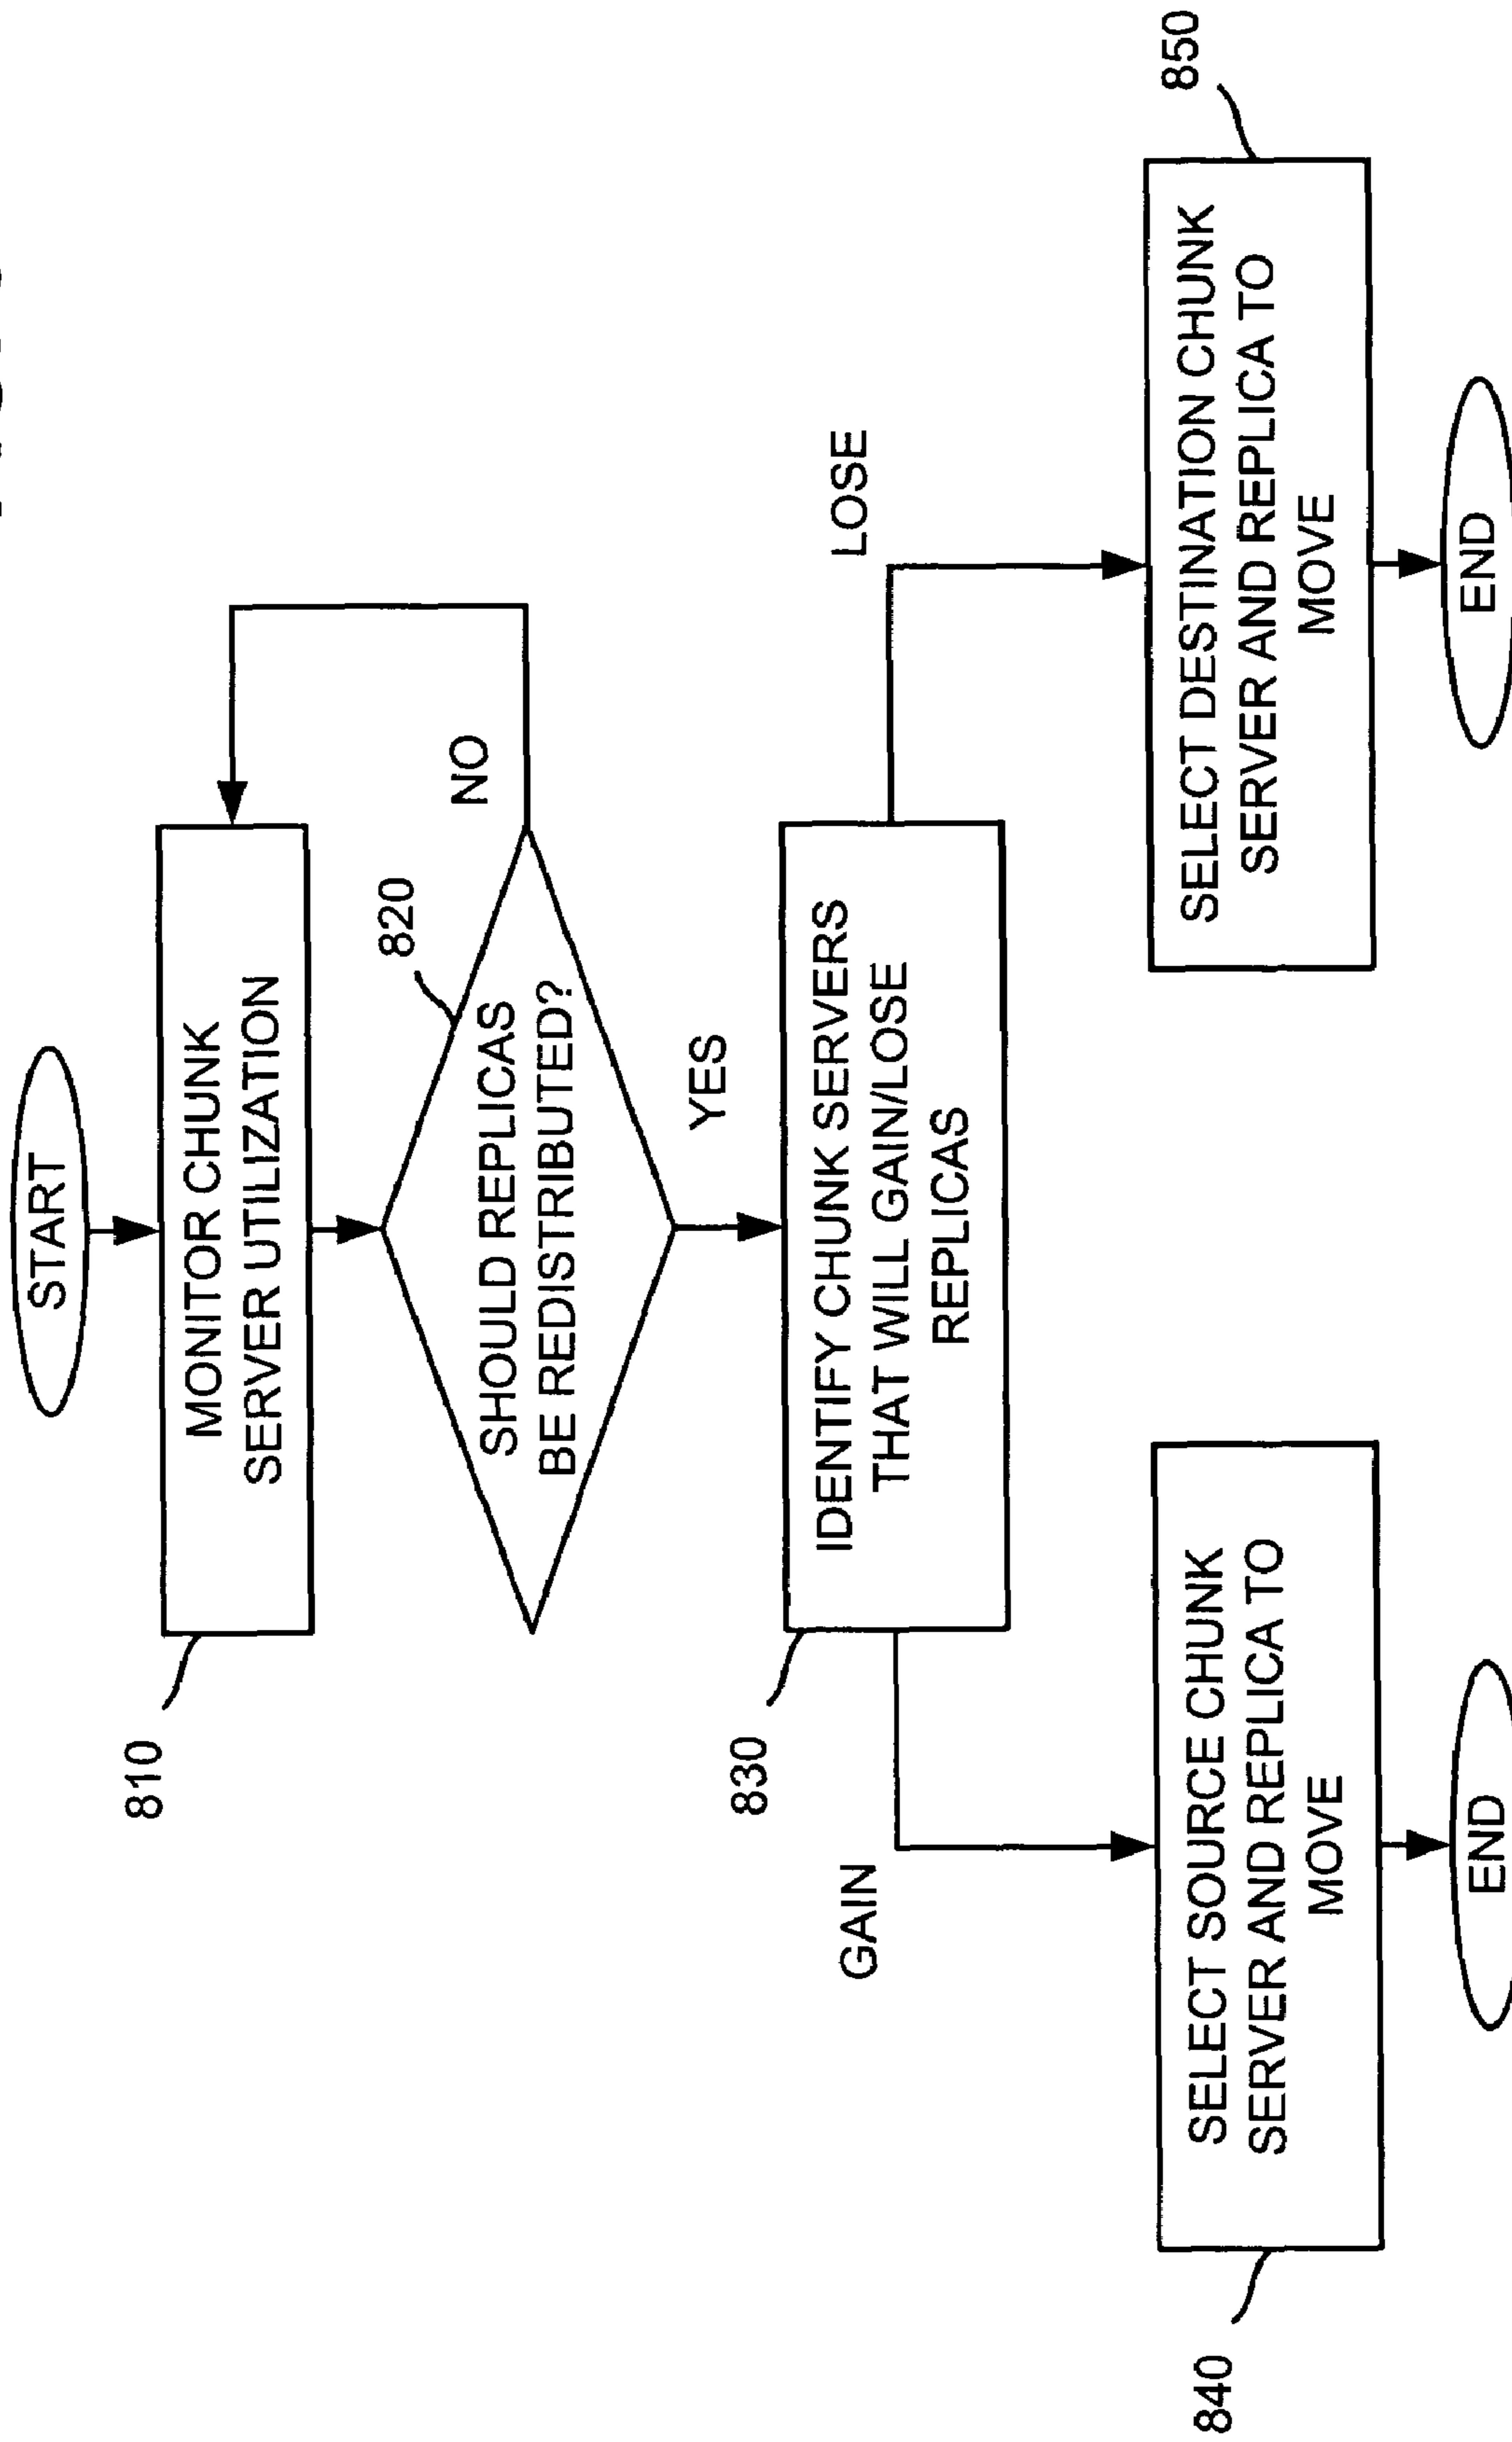 START
MONITOR CHUNK
SERVER UTILIZATION
810
820
SHOULD REPLICAS
BE REDISTRIBUTED?
NO
YES
IDENTIFY CHUNK SERVERS
THAT WILL GAIN/LOSE
REPLICAS
830
GAIN
LOSE
SELECT SOURCE CHUNK
SERVER AND REPLICA TO
MOVE
840
SELECT DESTINATION CHUNK
SERVER AND REPLICA TO
MOVE
850
END
END